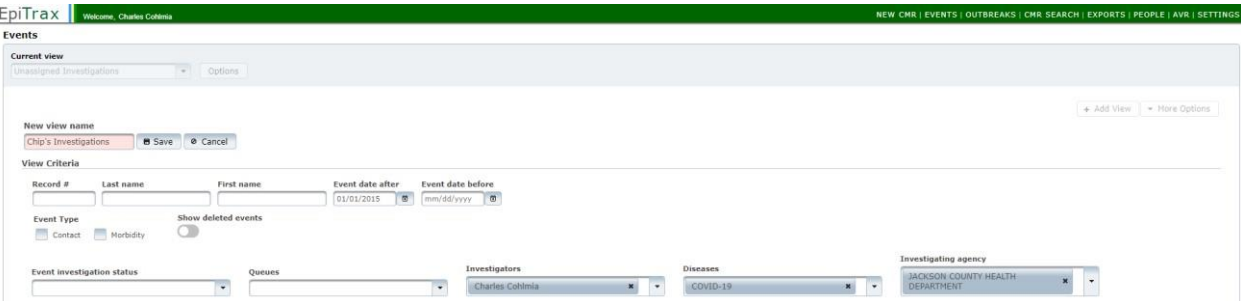 EpiTrax Welcome, Charles Cohlmia NEW CMR | EVENTS | OUTBREAKS | CMR SEARCH | EXPORTS | PEOPLE | AVR | SETTINGS
Events
Current view
Unassigned Investigations Options
+ Add View More Options
New view name
Chip's Investigations Save Cancel
View Criteria
Record # Last name First name Event date after Event date before
01/01/2015 mm/dd/yyyy
Event Type Show deleted events
Contact Morbidity
Event investigation status Queues Investigators Diseases Investigating agency
Charles Cohlmia COVID-19 JACKSON COUNTY HEALTH
DEPARTMENT